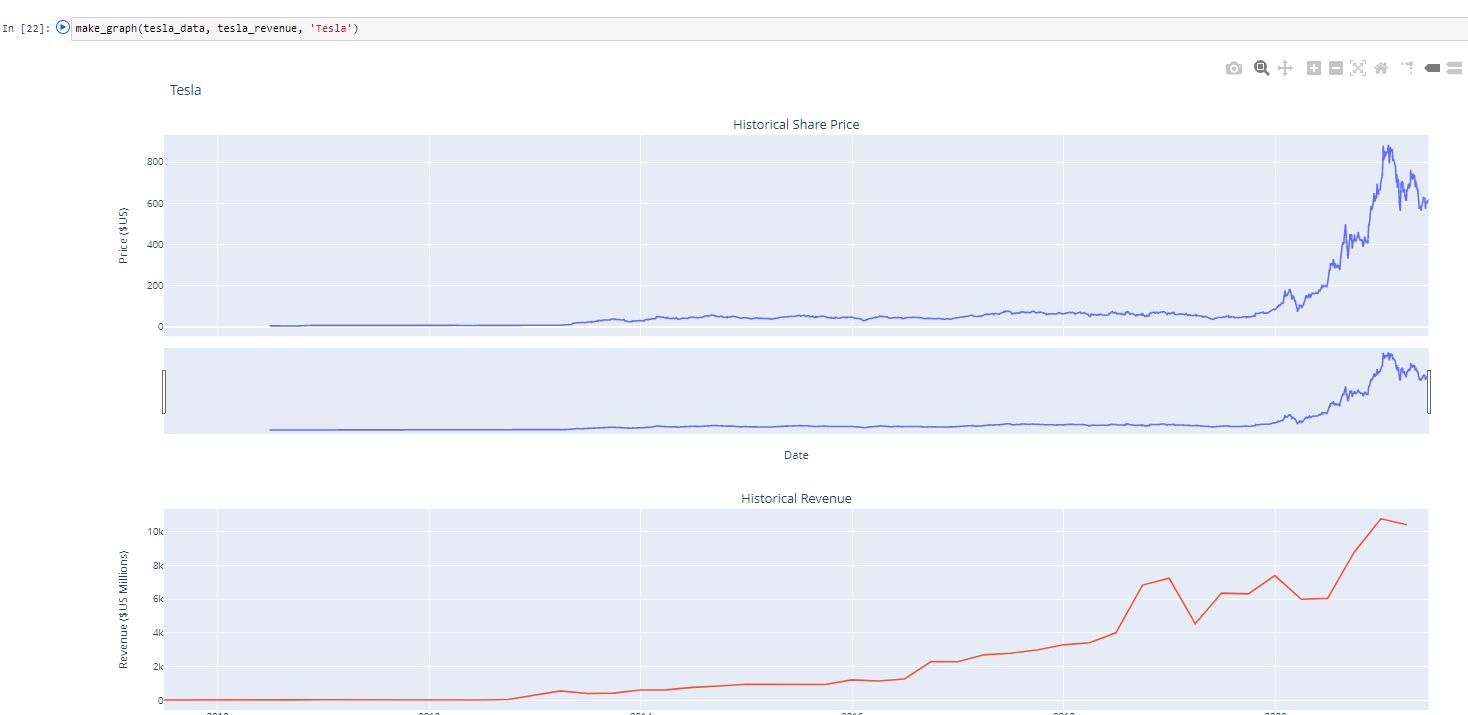 In [22]: make_graph(tesla_data, tesla_revenue, 'Tesla')
Tesla
Historical Share Price
Price ($US)
800
600
400
200
0
Date
Historical Revenue
Revenue ($US Millions)
10k
8k
6k
4k
2k
0